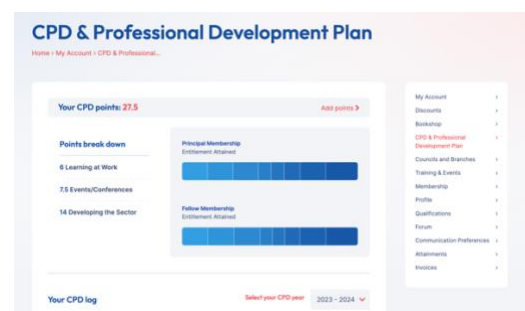 CPD & Professional Development Plan
Home › My Account › CPD & Professional...
Your CPD points: 27.5
Add points ❯
Points break down
6 Learning at Work
7.5 Events/Conferences
14 Developing the Sector
Principal Membership
Entitlement Attained
Fellow Membership
Entitlement Attained
Your CPD log
Select your CPD year
2023 - 2024
My Account
Discounts
Bookshop
CPD & Professional
Development Plan
Councils and Branches
Training & Events
Membership
Profile
Qualifications
Forum
Communication Preferences
Attainments
Invoices